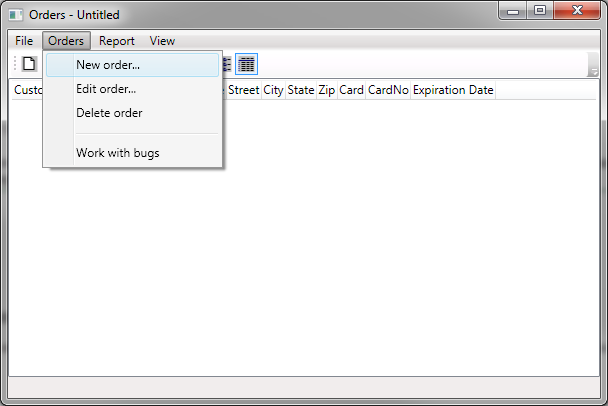 Orders - Untitled
File Orders Report View
New order...
Edit order...
Delete order
Work with bugs
Street City State Zip Card CardNo Expiration Date